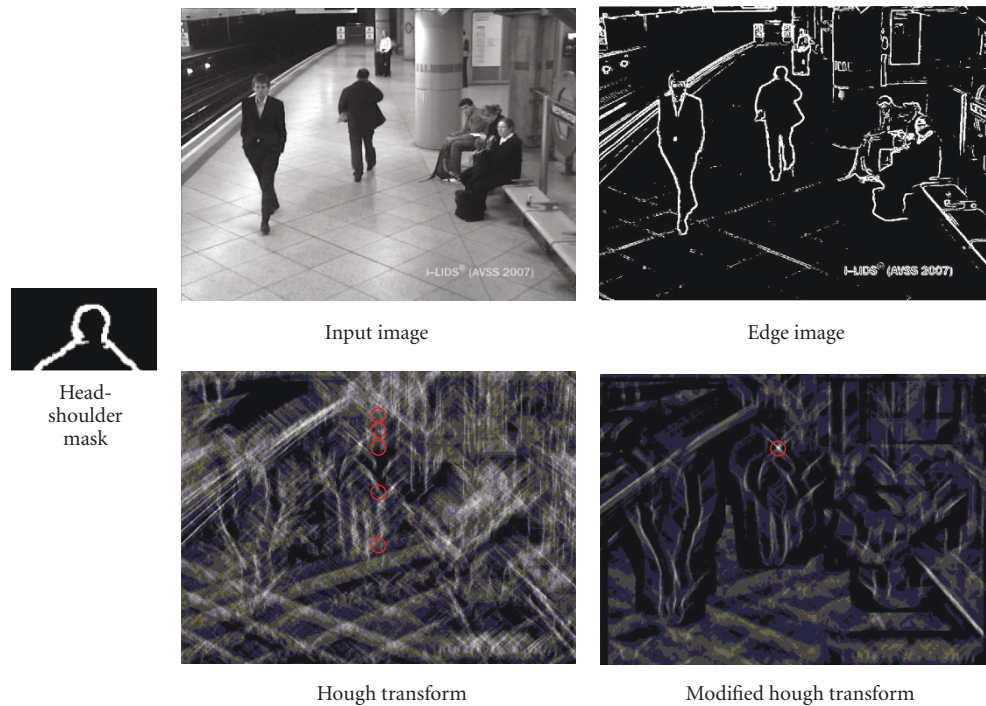 i-LIDS® (AVSS 2007)
i-LIDS® (AVSS 2007)
Input image
Edge image
Head-
shoulder
mask
Hough transform
Modified hough transform